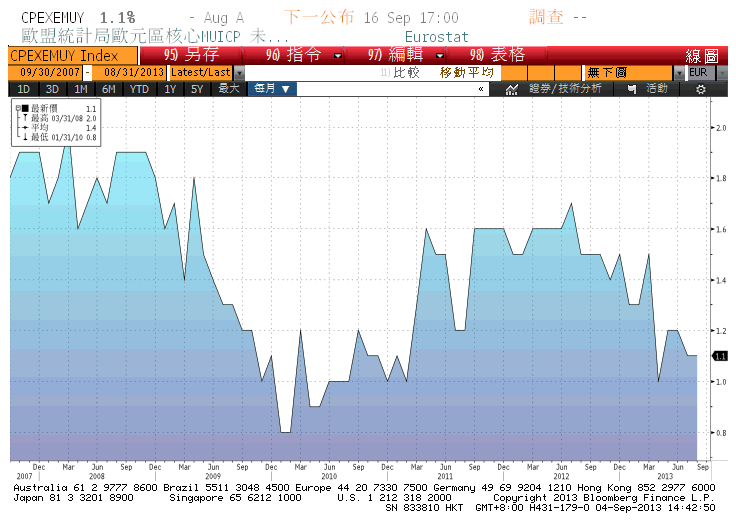 CPEXEMUY 1.1% - Aug A 下一公布 16 Sep 17:00 調查 --
歐盟統計局歐元區核心MUICP 未... Eurostat
CPEXEMUY Index 95) 另存 96) 指令 97) 編輯 98) 表格 線圖
09/30/2007 - 08/31/2013 Latest/Last 11) 比較 移動平均 無下圖 EUR
1D 3D 1M 6M YTD 1Y 5Y 最大 每月 ▼ « 證券/技術分析 活動
最新價 1.1
最高 03/31/08 2.0
平均 1.4
最低 01/31/10 0.8
2.0
1.8
1.6
1.4
1.2
1.1
1.0
0.8
Dec Mar Jun Sep Dec Mar Jun Sep Dec Mar Jun Sep Dec Mar Jun Sep Dec Mar Jun Sep Dec Mar Jun Sep
2007 2008 2009 2010 2011 2012 2013
Australia 61 2 9777 8600 Brazil 5511 3048 4500 Europe 44 20 7330 7500 Germany 49 69 9204 1210 Hong Kong 852 2977 6000
Japan 81 3 3201 8900 Singapore 65 6212 1000 U.S. 1 212 318 2000 Copyright 2013 Bloomberg Finance L.P.
SN 833810 HKT GMT+8:00 H431-179-0 04-Sep-2013 14:42:50